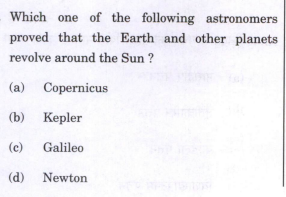 Which one of the following astronomers
proved that the Earth and other planets
revolve around the Sun ?
(a) Copernicus
(b) Kepler
(c) Galileo
(d) Newton